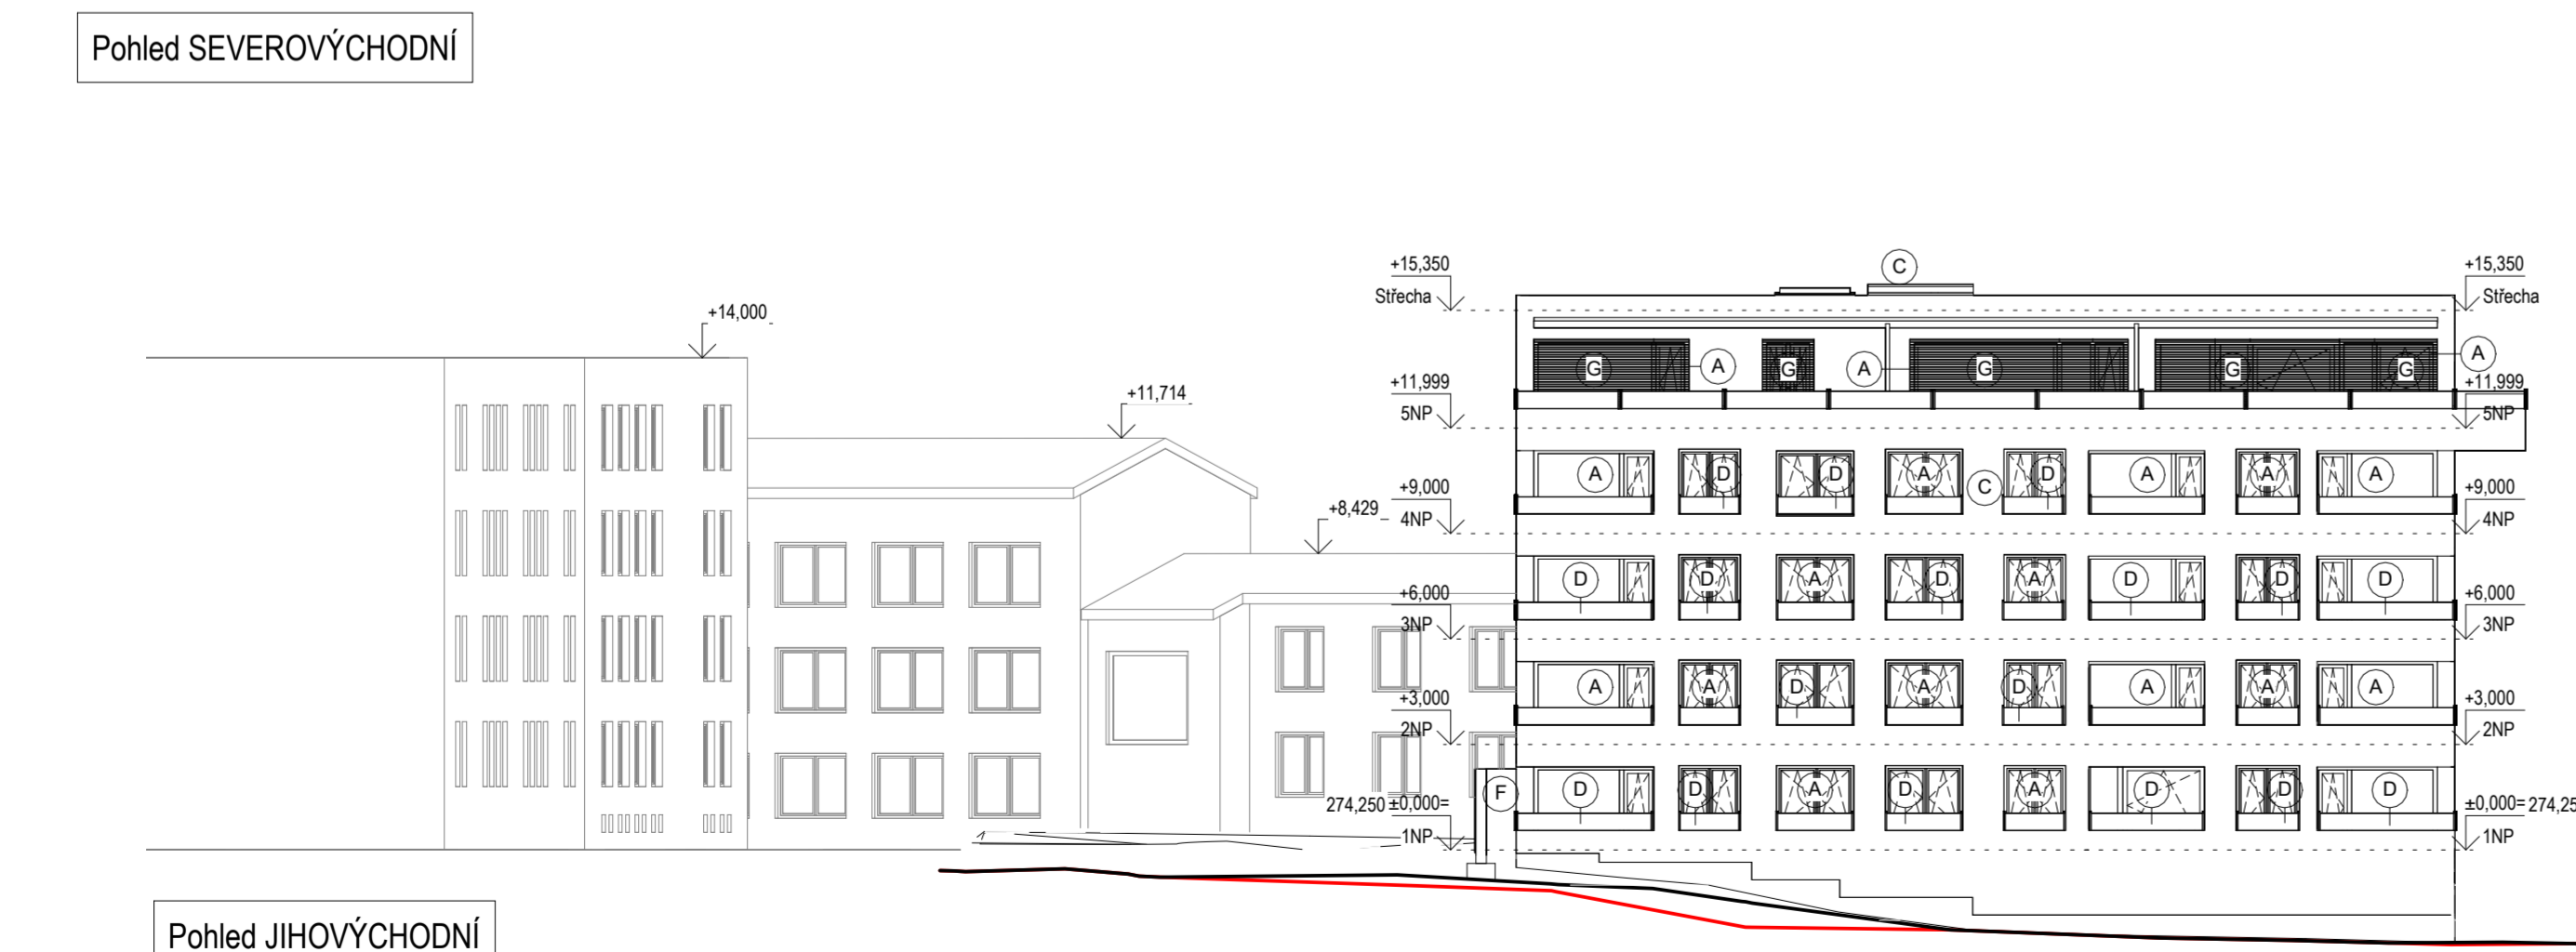 Pohled SEVEROVÝCHODNÍ
+15,350
Střecha
C
+15,350
Střecha
+14,000
+11,714
+11,999
5NP
G
A
G
A
G
G
G
A
+11,999
5NP
+8,429
+9,000
4NP
A
D
D
A
C
D
A
A
A
+9,000
4NP
+6,000
3NP
D
D
A
D
A
D
D
D
+6,000
3NP
+3,000
2NP
A
A
D
A
D
A
A
A
+3,000
2NP
274,250 ±0,000=
1NP
F
D
D
A
D
A
D
D
D
±0,000= 274,25
1NP
Pohled JIHOVÝCHODNÍ